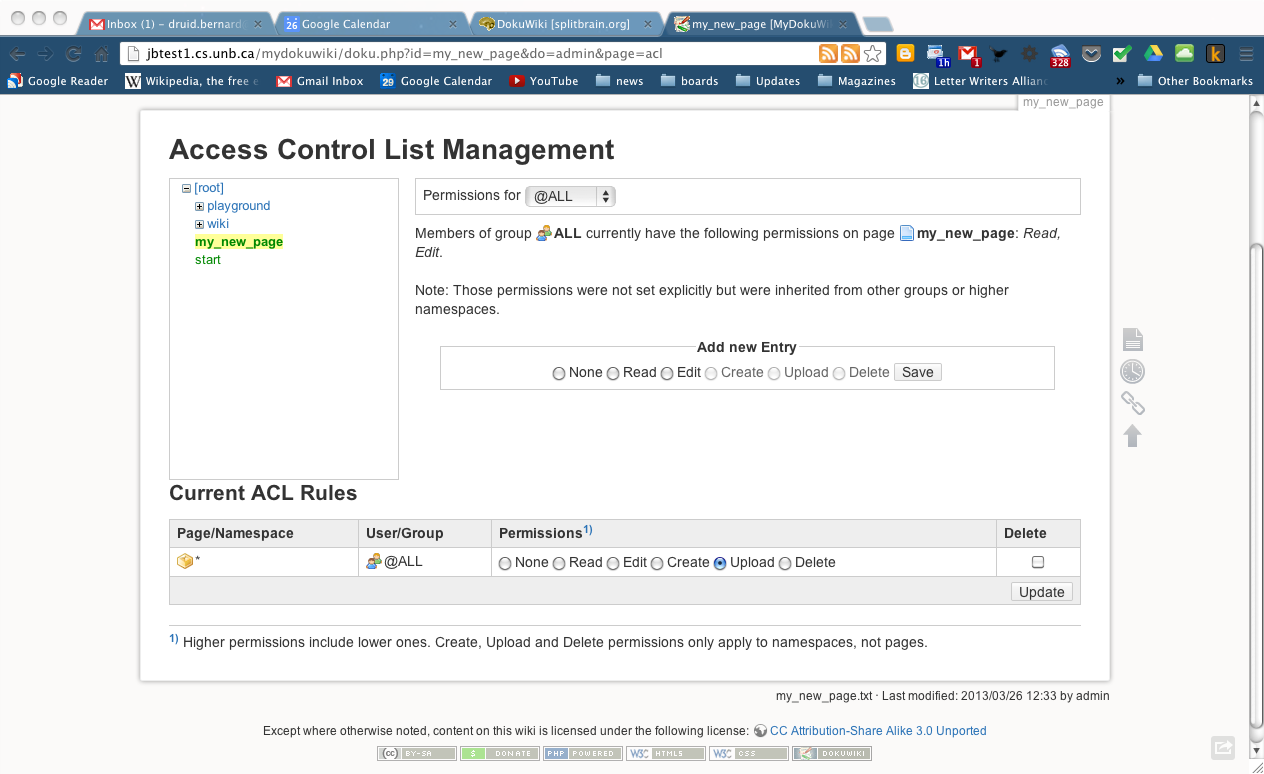 Inbox (1) – druid.bernard@
26 Google Calendar
DokuWiki [splitbrain.org]
my_new_page [MyDokuWi
jbtest1.cs.unb.ca/mydokuwiki/doku.php?id=my_new_page&do=admin&page=acl
1h
1
328
k
Google Reader
W Wikipedia, the free e
Gmail Inbox
29 Google Calendar
YouTube
news
boards
Updates
Magazines
Letter Writers Allianc
»
Other Bookmarks
my_new_page
Access Control List Management
[root]
playground
wiki
my_new_page
start
Permissions for @ALL
Members of group ALL currently have the following permissions on page my_new_page: Read,
Edit.
Note: Those permissions were not set explicitly but were inherited from other groups or higher
namespaces.
Add new Entry
None Read Edit Create Upload Delete Save
Current ACL Rules
Page/Namespace User/Group Permissions1) Delete
* @ALL None Read Edit Create Upload Delete
Update
1) Higher permissions include lower ones. Create, Upload and Delete permissions only apply to namespaces, not pages.
my_new_page.txt · Last modified: 2013/03/26 12:33 by admin
Except where otherwise noted, content on this wiki is licensed under the following license: CC Attribution-Share Alike 3.0 Unported
cc BY-SA
$ DONATE
PHP POWERED
W3C HTML5
W3C CSS
DOKUWIKI